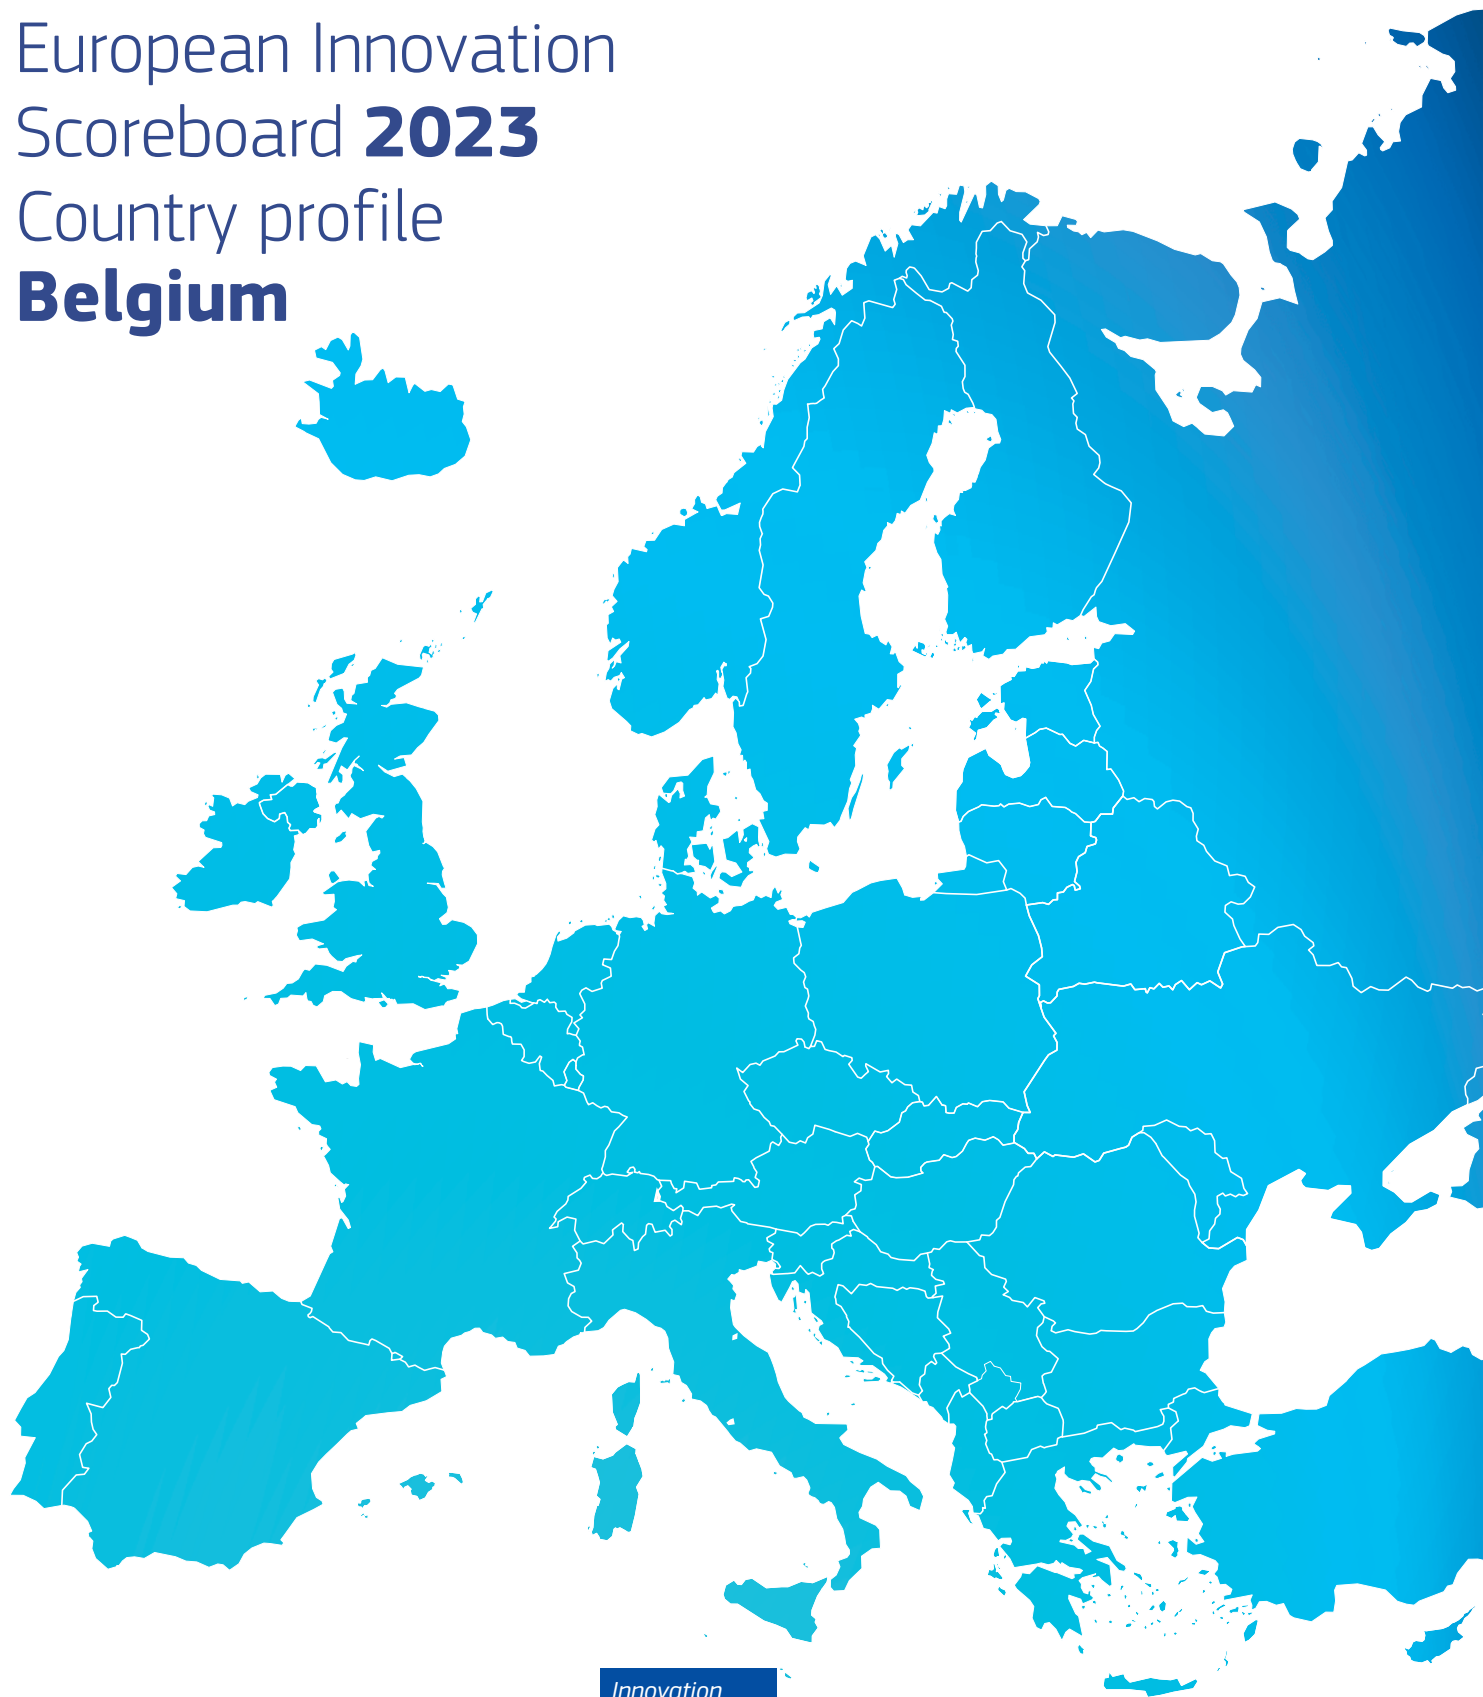 European Innovation
Scoreboard 2023
Country profile
Belgium
Innovation